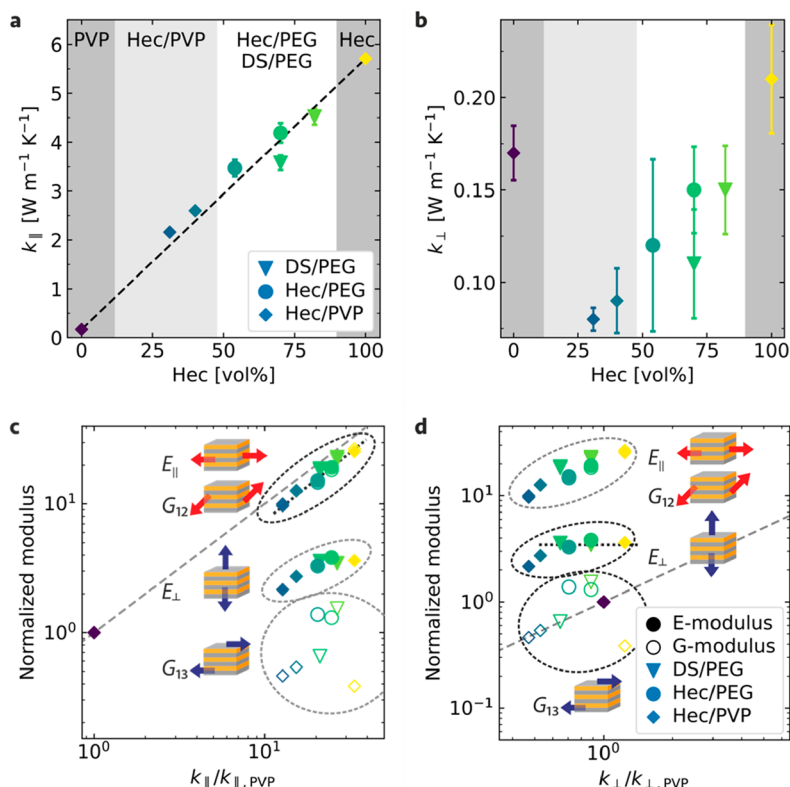 a
6
5
4
3
2
1
0
k∥ [W m⁻¹ K⁻¹]
PVP
Hec/PVP
Hec/PEG
DS/PEG
Hec
DS/PEG
Hec/PEG
Hec/PVP
0 25 50 75 100
Hec [vol%]
b
0.20
0.15
0.10
k⊥ [W m⁻¹ K⁻¹]
0 25 50 75 100
Hec [vol%]
c
10¹
10⁰
Normalized modulus
E∥
G₁₂
E⊥
G₁₃
10⁰ 10¹
k∥/k∥,PVP
d
10¹
10⁰
10⁻¹
Normalized modulus
E∥
G₁₂
E⊥
G₁₃
E-modulus
G-modulus
DS/PEG
Hec/PEG
Hec/PVP
10⁰
k⊥/k⊥,PVP